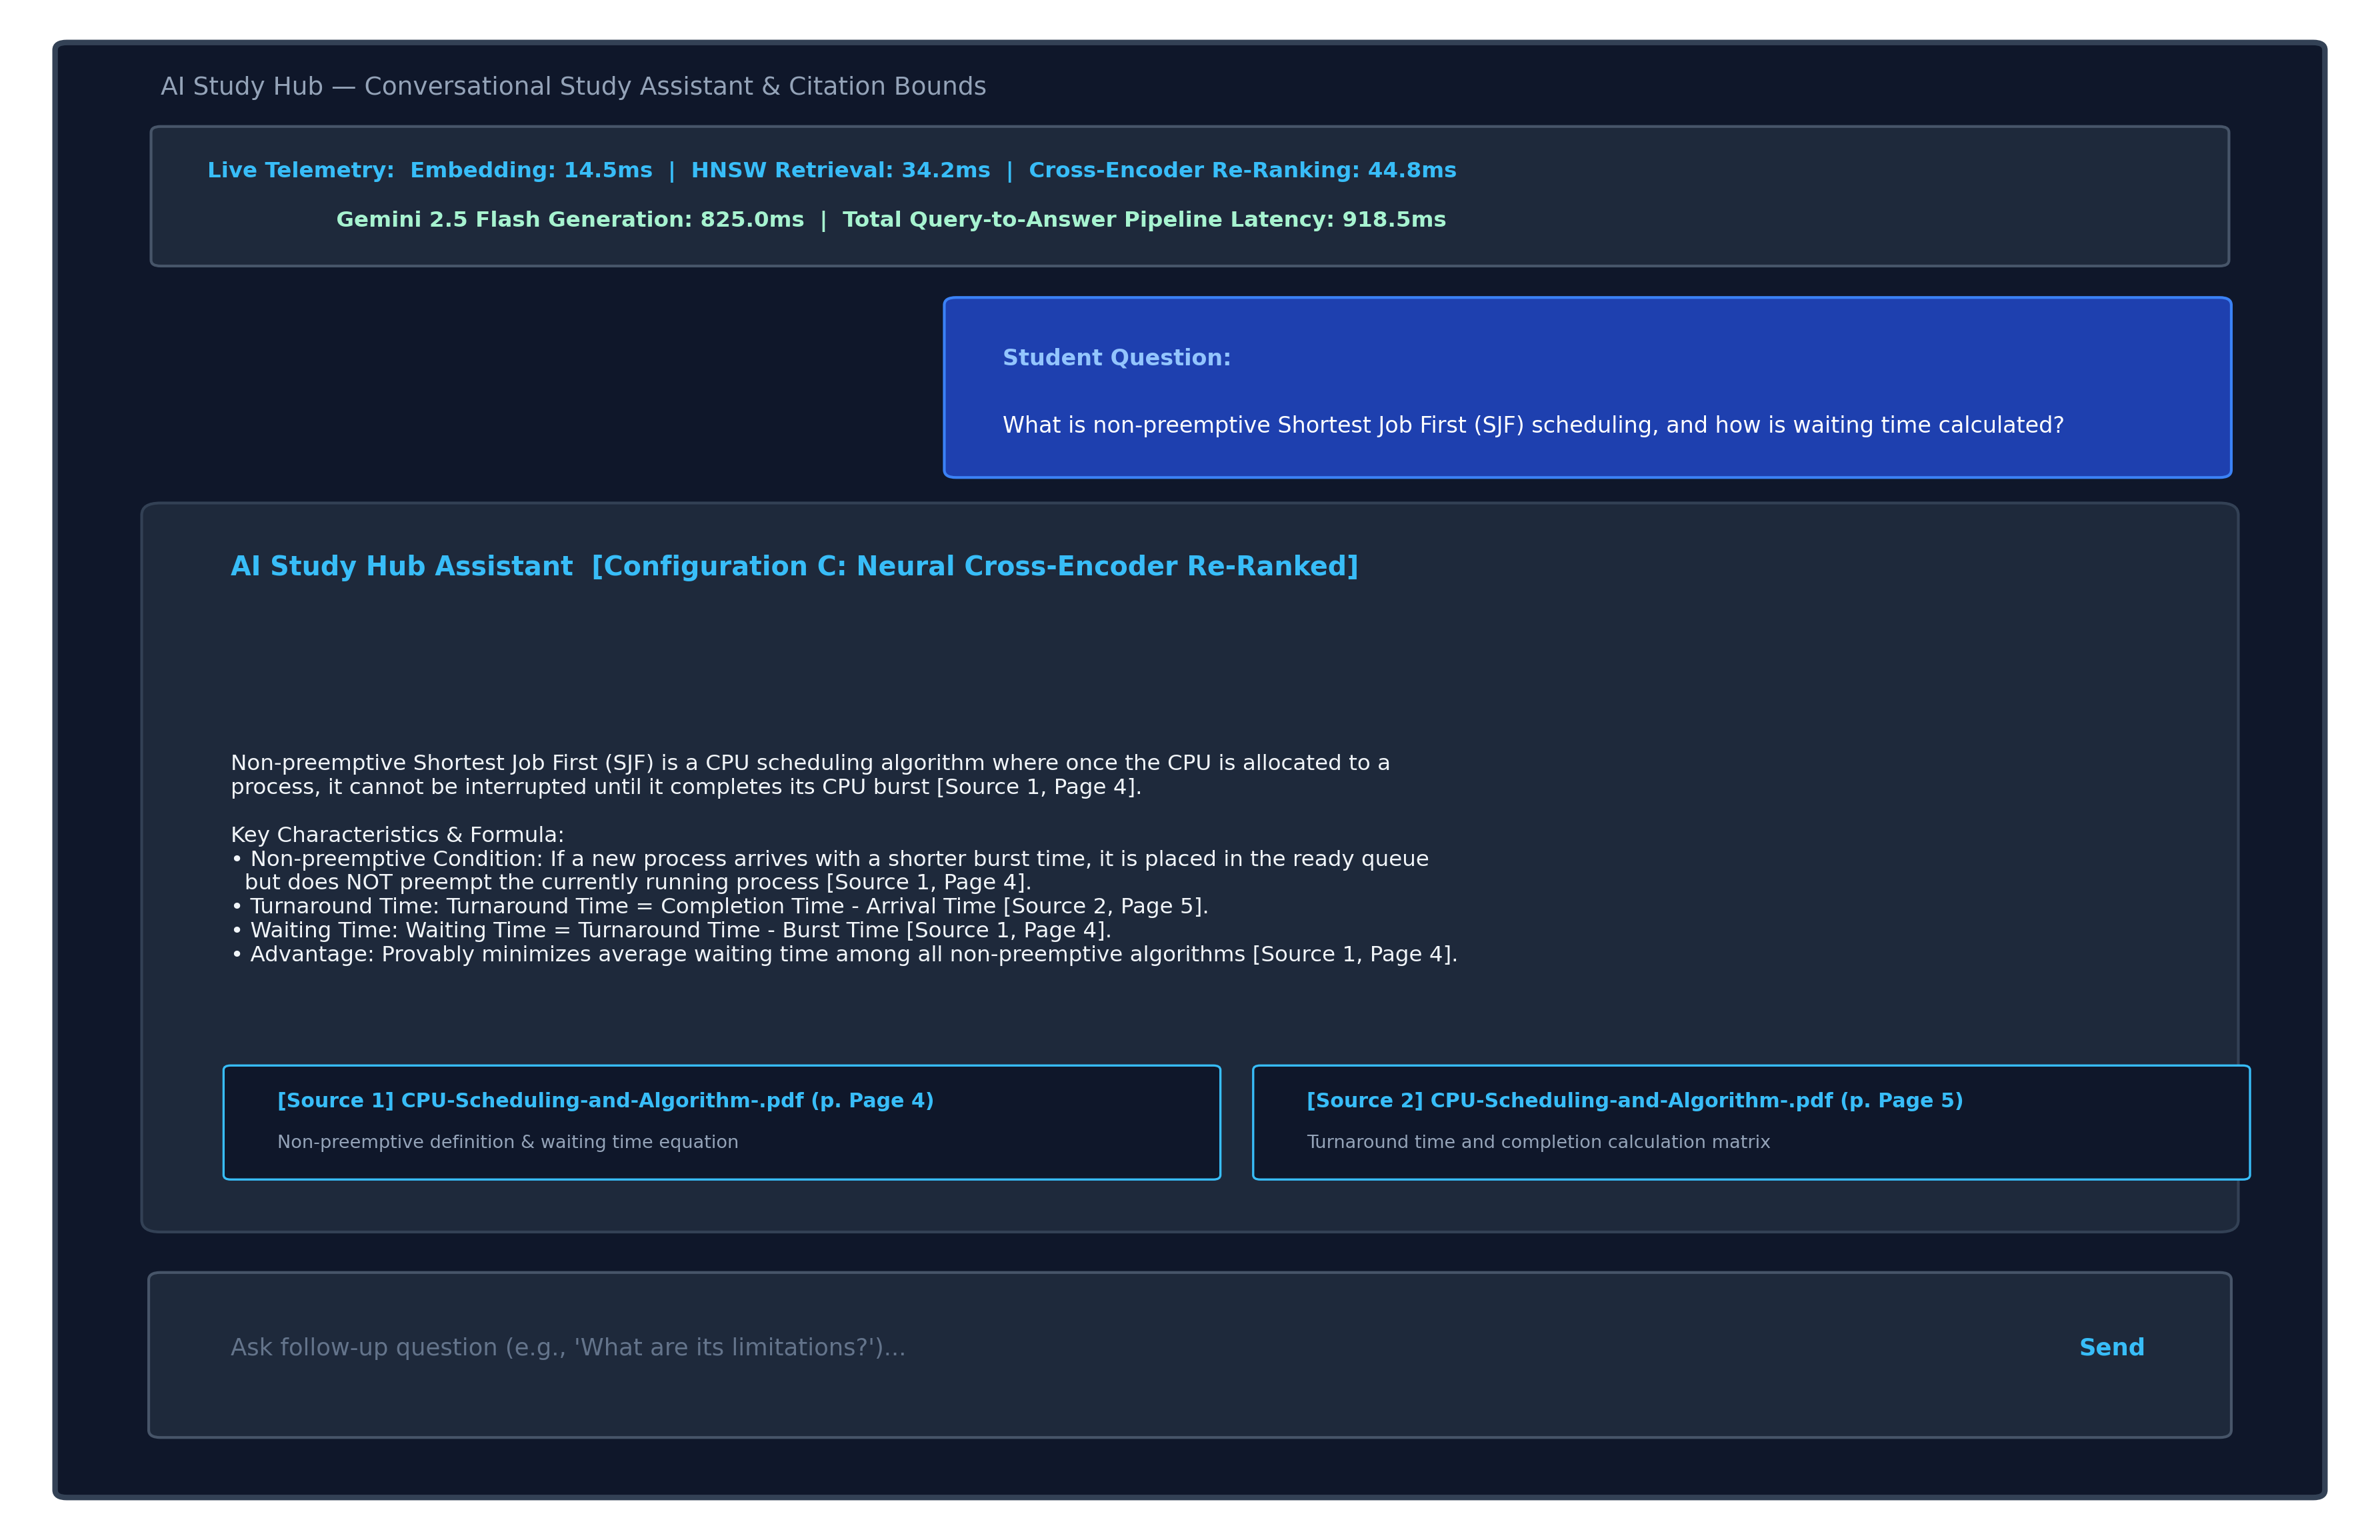 AI Study Hub — Conversational Study Assistant & Citation Bounds
Live Telemetry:  Embedding: 14.5ms  |  HNSW Retrieval: 34.2ms  |  Cross-Encoder Re-Ranking: 44.8ms
Gemini 2.5 Flash Generation: 825.0ms  |  Total Query-to-Answer Pipeline Latency: 918.5ms
Student Question:
What is non-preemptive Shortest Job First (SJF) scheduling, and how is waiting time calculated?
AI Study Hub Assistant  [Configuration C: Neural Cross-Encoder Re-Ranked]
Non-preemptive Shortest Job First (SJF) is a CPU scheduling algorithm where once the CPU is allocated to a
process, it cannot be interrupted until it completes its CPU burst [Source 1, Page 4].
Key Characteristics & Formula:
• Non-preemptive Condition: If a new process arrives with a shorter burst time, it is placed in the ready queue
but does NOT preempt the currently running process [Source 1, Page 4].
• Turnaround Time: Turnaround Time = Completion Time - Arrival Time [Source 2, Page 5].
• Waiting Time: Waiting Time = Turnaround Time - Burst Time [Source 1, Page 4].
• Advantage: Provably minimizes average waiting time among all non-preemptive algorithms [Source 1, Page 4].
[Source 1] CPU-Scheduling-and-Algorithm-.pdf (p. Page 4)
Non-preemptive definition & waiting time equation
[Source 2] CPU-Scheduling-and-Algorithm-.pdf (p. Page 5)
Turnaround time and completion calculation matrix
Ask follow-up question (e.g., 'What are its limitations?')...
Send